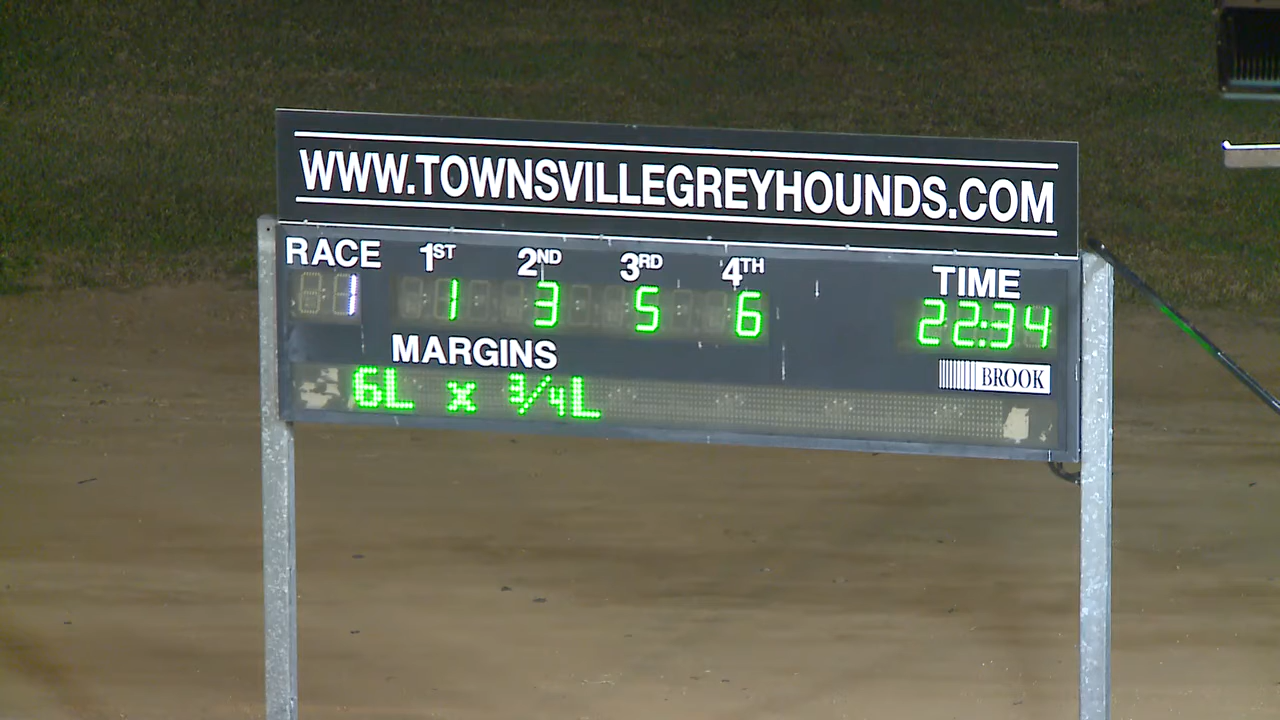 WWW.TOWNSVILLEGREYHOUNDS.COM
RACE 1ST 2ND 3RD 4TH TIME
1 1 3 5 6 22:34
MARGINS BROOK
6L x 3/4L